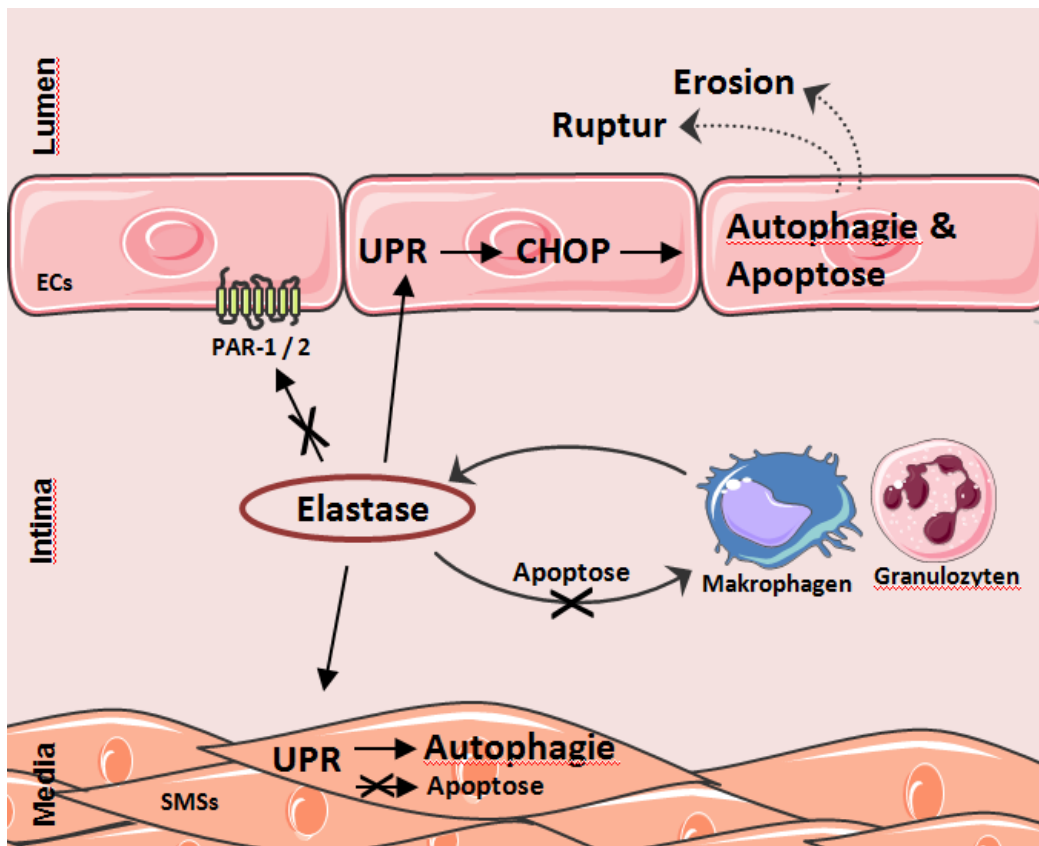 Lumen
Erosion
Ruptur
ECs
UPR
CHOP
Autophagie &
Apoptose
PAR-1 / 2
Intima
Elastase
Apoptose
Makrophagen
Granulozyten
Media
UPR
Autophagie
Apoptose
SMSs